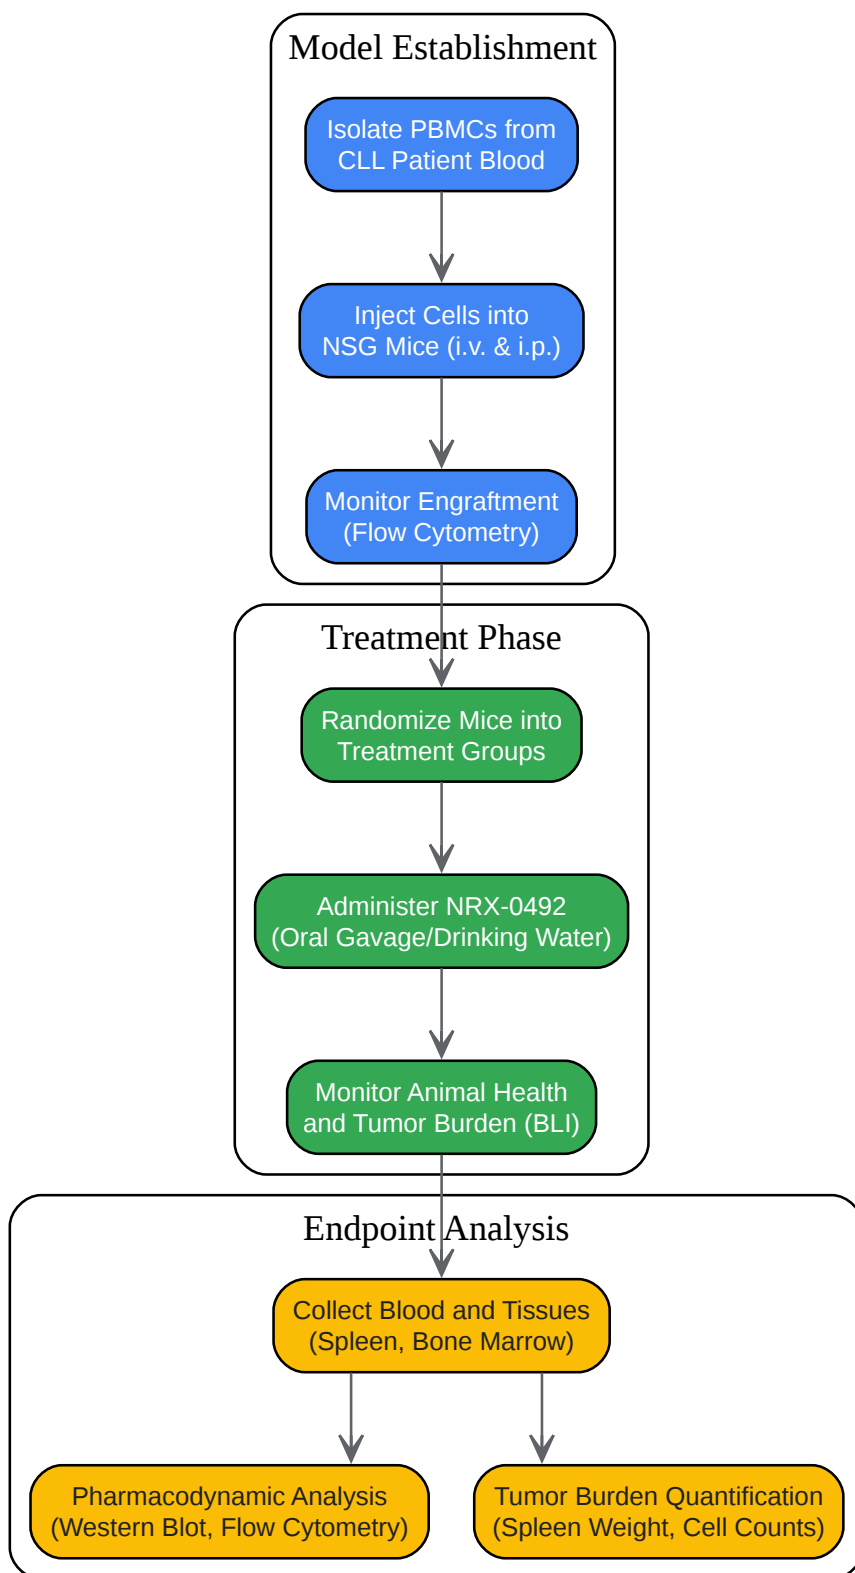 Model Establishment
Isolate PBMCs from
CLL Patient Blood
Inject Cells into
NSG Mice (i.v. & i.p.)
Monitor Engraftment
(Flow Cytometry)
Treatment Phase
Randomize Mice into
Treatment Groups
Administer NRX-0492
(Oral Gavage/Drinking Water)
Monitor Animal Health
and Tumor Burden (BLI)
Endpoint Analysis
Collect Blood and Tissues
(Spleen, Bone Marrow)
Pharmacodynamic Analysis
(Western Blot, Flow Cytometry)
Tumor Burden Quantification
(Spleen Weight, Cell Counts)